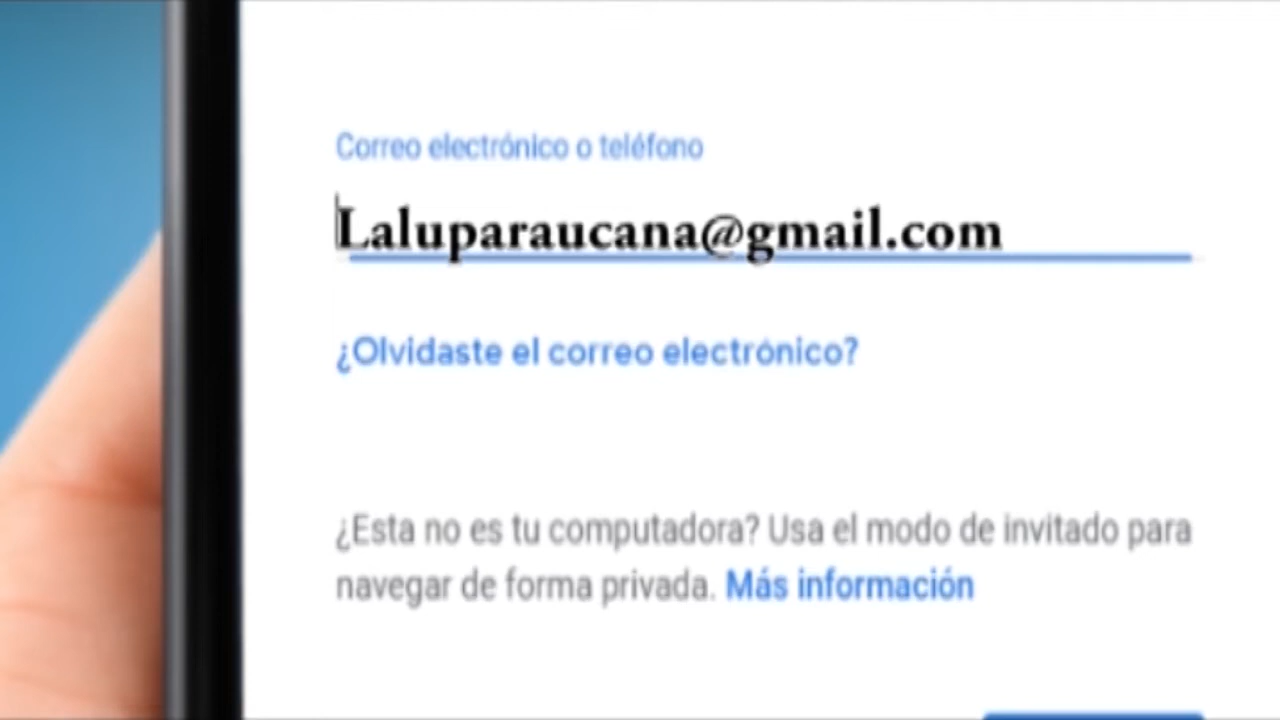 Correo electrónico o teléfono
Laluparaucana@gmail.com
¿Olvidaste el correo electrónico?
¿Esta no es tu computadora? Usa el modo de invitado para
navegar de forma privada. Más información